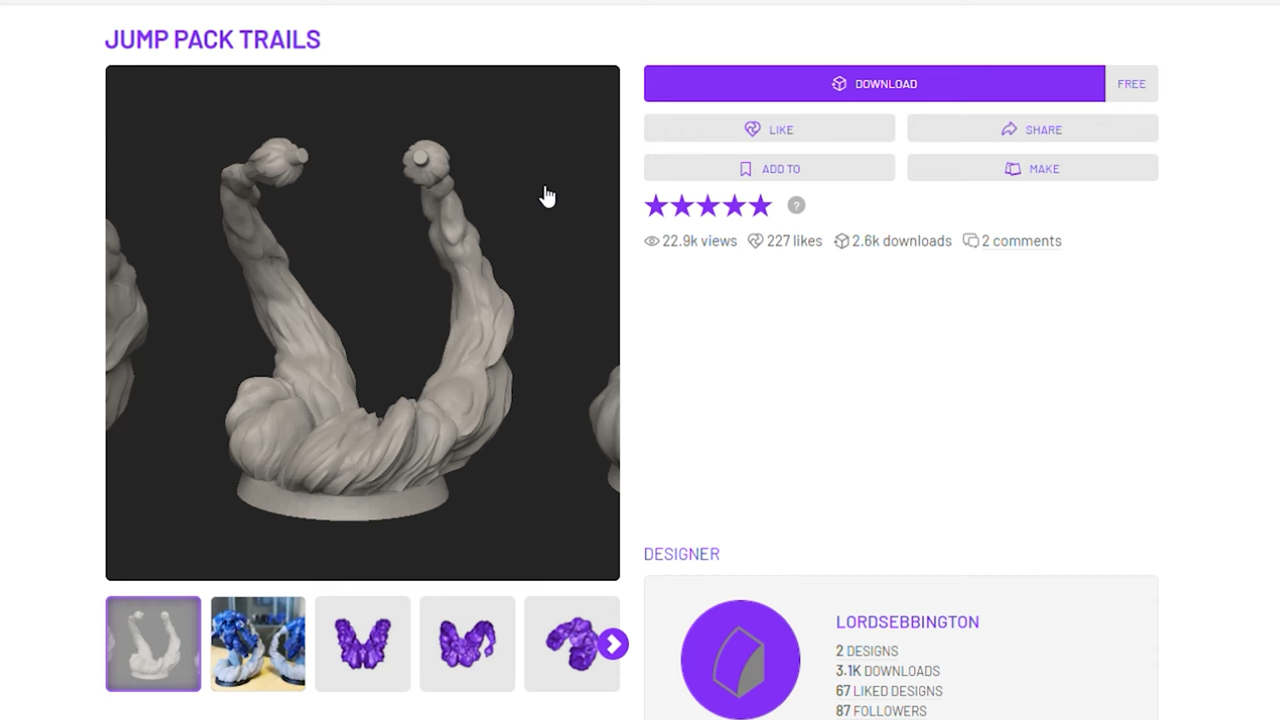 JUMP PACK TRAILS
DOWNLOAD FREE
LIKE SHARE
ADD TO MAKE
?
22.9k views 227 likes 2.6k downloads 2 comments
DESIGNER
LORDSEBBINGTON
2 DESIGNS
3.1K DOWNLOADS
67 LIKED DESIGNS
87 FOLLOWERS